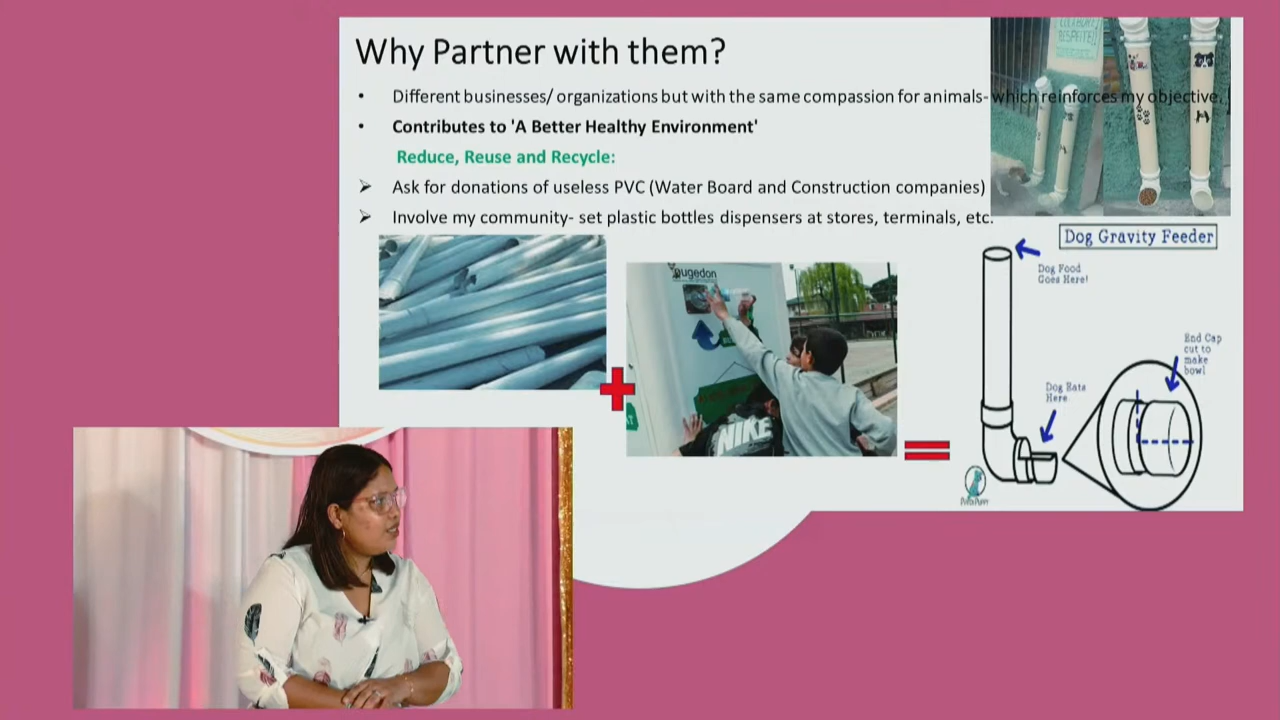 Why Partner with them?
• Different businesses/ organizations but with the same compassion for animals- which reinforces my objective.
• Contributes to 'A Better Healthy Environment'
Reduce, Reuse and Recycle:
➢ Ask for donations of useless PVC (Water Board and Construction companies)
➢ Involve my community- set plastic bottles dispensers at stores, terminals, etc.
Dog Gravity Feeder
Dog Food
Goes Here!
End Cap
cut to
make
bowl
Dog Eats
Here
pugedon
NIKE